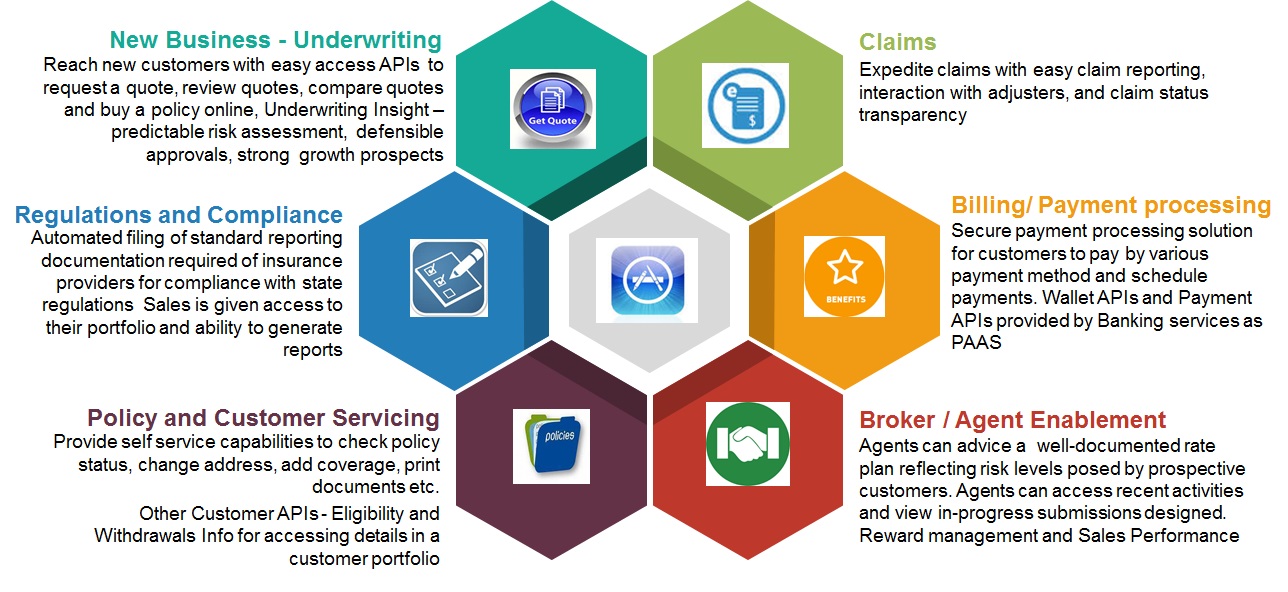 New Business - Underwriting
Reach new customers with easy access APIs to
request a quote, review quotes, compare quotes
and buy a policy online, Underwriting Insight –
predictable risk assessment, defensible
approvals, strong growth prospects
Get Quote
e
$
Claims
Expedite claims with easy claim reporting,
interaction with adjusters, and claim status
transparency
Regulations and Compliance
Automated filing of standard reporting
documentation required of insurance
providers for compliance with state
regulations Sales is given access to
their portfolio and ability to generate
reports
BENEFITS
Billing/ Payment processing
Secure payment processing solution
for customers to pay by various
payment method and schedule
payments. Wallet APIs and Payment
APIs provided by Banking services as
PAAS
Policy and Customer Servicing
Provide self service capabilities to check policy
status, change address, add coverage, print
documents etc.
Other Customer APIs - Eligibility and
Withdrawals Info for accessing details in a
customer portfolio
policies
Broker / Agent Enablement
Agents can advice a well-documented rate
plan reflecting risk levels posed by prospective
customers. Agents can access recent activities
and view in-progress submissions designed.
Reward management and Sales Performance